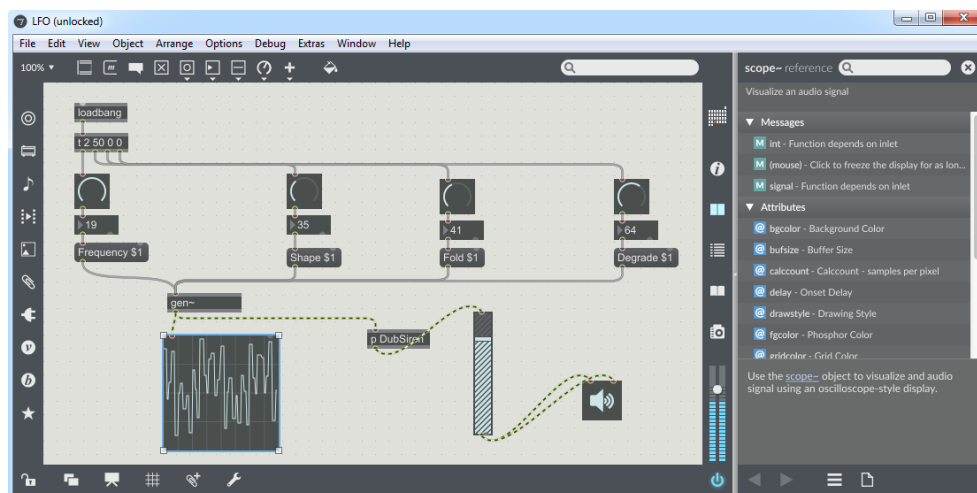 LFO (unlocked)
File Edit View Object Arrange Options Debug Extras Window Help
100%
scope~ reference
Visualize an audio signal
loadbang
t 2 50 0 0
19
35
41
64
Frequency $1
Shape $1
Fold $1
Degrade $1
gen~
p DubSiren
Messages
M int - Function depends on inlet
M (mouse) - Click to freeze the display for as lon...
M signal - Function depends on inlet
Attributes
@ bgcolor - Background Color
@ bufsize - Buffer Size
@ calccount - Calccount - samples per pixel
@ delay - Onset Delay
@ drawstyle - Drawing Style
@ fgcolor - Phosphor Color
@ gridcolor - Grid Color
Use the scope~ object to visualize and audio
signal using an oscilloscope-style display.